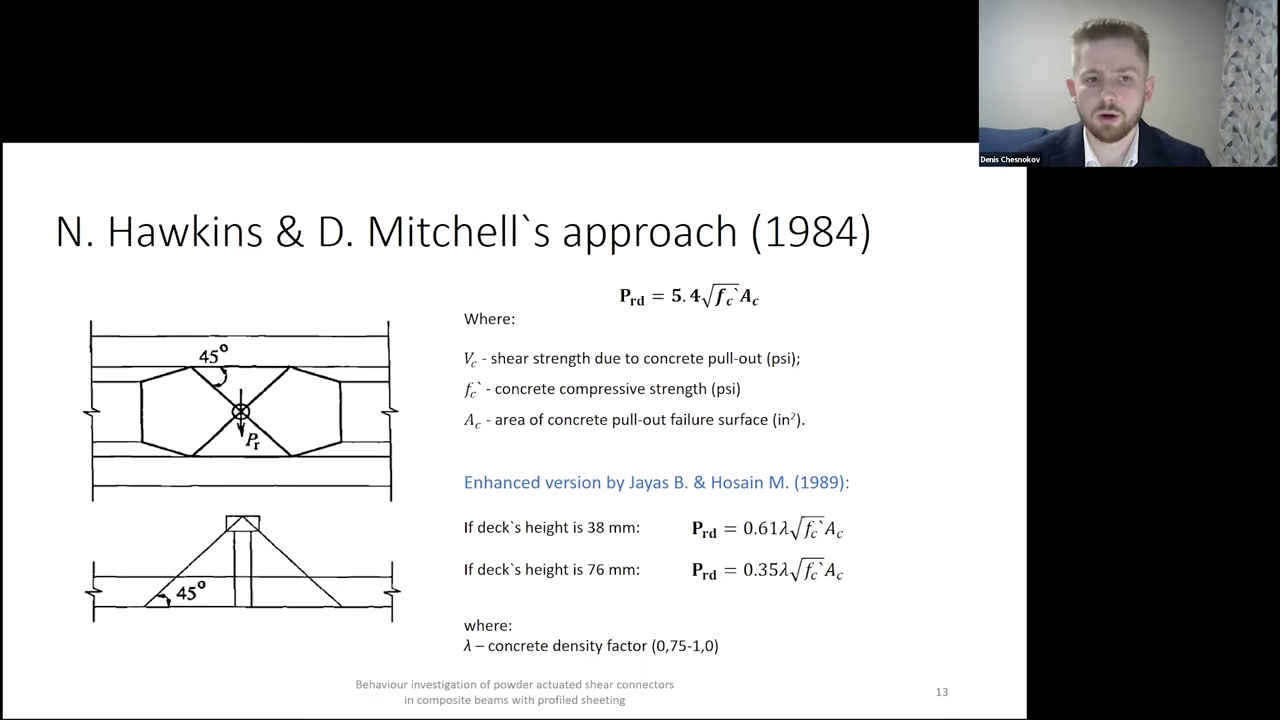 Denis Chesnokov
N. Hawkins & D. Mitchell`s approach (1984)
P_rd = 5.4√f_c` A_c
Where:
V_c - shear strength due to concrete pull-out (psi);
f_c` - concrete compressive strength (psi)
A_c - area of concrete pull-out failure surface (in²).
45°
P_r
45°
Enhanced version by Jayas B. & Hosain M. (1989):
If deck`s height is 38 mm: P_rd = 0.61λ√f_c` A_c
If deck`s height is 76 mm: P_rd = 0.35λ√f_c` A_c
where:
λ – concrete density factor (0,75-1,0)
Behaviour investigation of powder actuated shear connectors
in composite beams with profiled sheeting
13